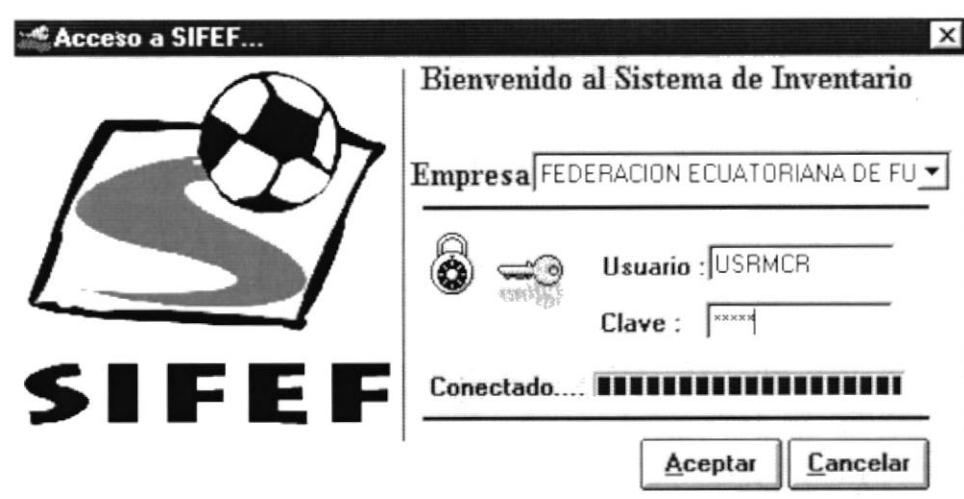 Acceso a SIFEF...
Bienvenido al Sistema de Inventario
Empresa FEDERACION ECUATORIANA DE FU
Usuario : USRMCR
Clave : *****
Conectado....
SIFEF
Aceptar Cancelar